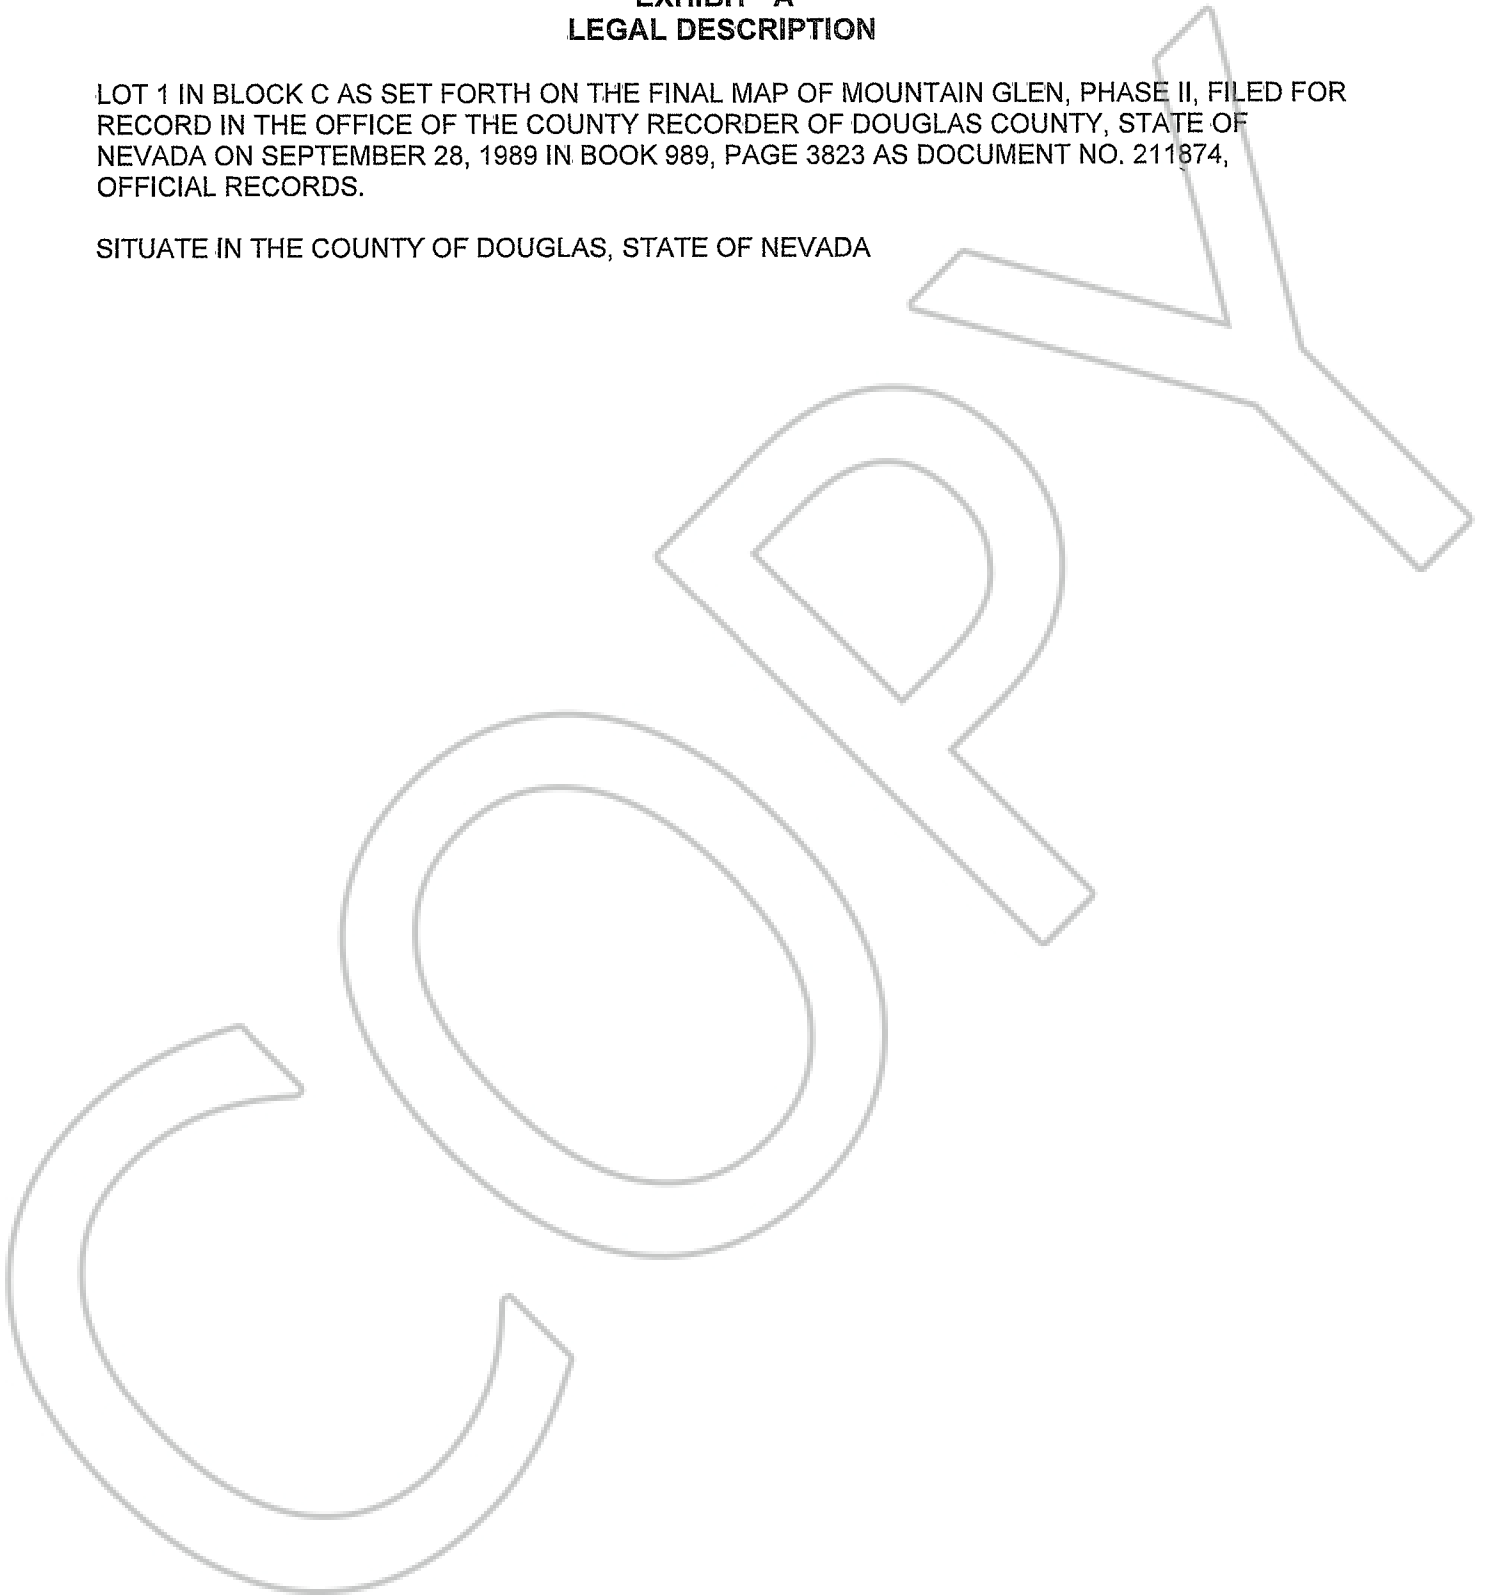 EXHIBIT "A"
LEGAL DESCRIPTION
LOT 1 IN BLOCK C AS SET FORTH ON THE FINAL MAP OF MOUNTAIN GLEN, PHASE II, FILED FOR
RECORD IN THE OFFICE OF THE COUNTY RECORDER OF DOUGLAS COUNTY, STATE OF
NEVADA ON SEPTEMBER 28, 1989 IN BOOK 989, PAGE 3823 AS DOCUMENT NO. 211874,
OFFICIAL RECORDS.
SITUATE IN THE COUNTY OF DOUGLAS, STATE OF NEVADA
COPY